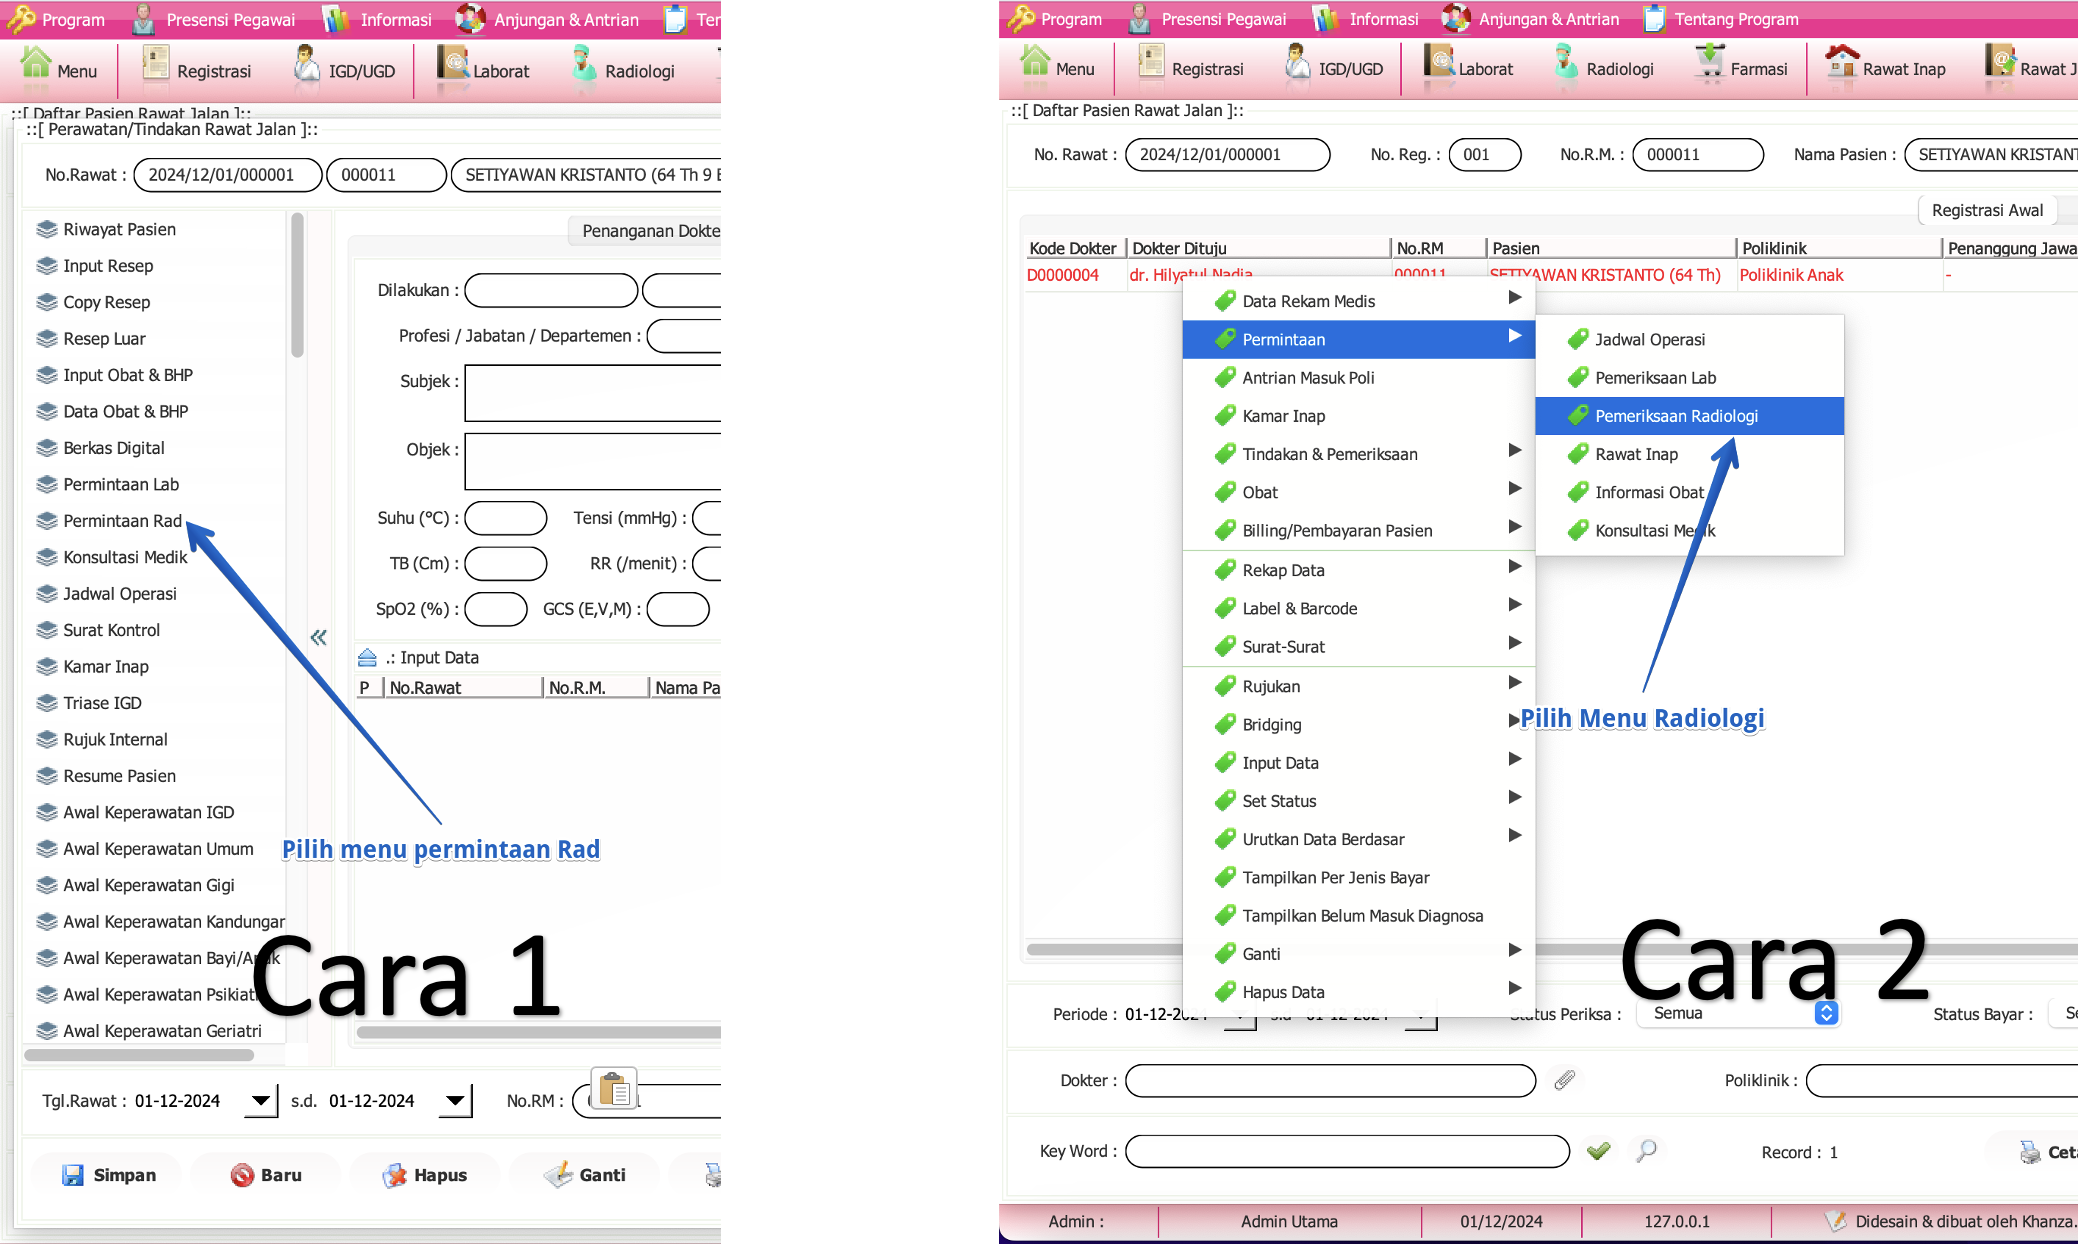 Program Presensi Pegawai Informasi Anjungan & Antrian
Menu Registrasi IGD/UGD Laborat Radiologi
::[ Daftar Pasien Rawat Jalan ]::
::[ Perawatan/Tindakan Rawat Jalan ]::
No.Rawat : 2024/12/01/000001 000011 SETIYAWAN KRISTANTO (64 Th 9 B
Riwayat Pasien
Input Resep
Copy Resep
Resep Luar
Input Obat & BHP
Data Obat & BHP
Berkas Digital
Permintaan Lab
Permintaan Rad
Konsultasi Medik
Jadwal Operasi
Surat Kontrol
Kamar Inap
Triase IGD
Rujuk Internal
Resume Pasien
Awal Keperawatan IGD
Awal Keperawatan Umum
Awal Keperawatan Gigi
Awal Keperawatan Kandungan
Awal Keperawatan Bayi/Anak
Awal Keperawatan Psikiat
Awal Keperawatan Geriatri
Penanganan Dokte
Dilakukan :
Profesi / Jabatan / Departemen :
Subjek :
Objek :
Suhu (°C) : Tensi (mmHg) :
TB (Cm) : RR (/menit) :
SpO2 (%) : GCS (E,V,M) :
.: Input Data
P No.Rawat No.R.M. Nama Pa
Pilih menu permintaan Rad
Cara 1
Tgl.Rawat : 01-12-2024 s.d. 01-12-2024 No.RM :
Simpan Baru Hapus Ganti
Program Presensi Pegawai Informasi Anjungan & Antrian Tentang Program
Menu Registrasi IGD/UGD Laborat Radiologi Farmasi Rawat Inap Rawat J
::[ Daftar Pasien Rawat Jalan ]::
No. Rawat : 2024/12/01/000001 No. Reg. : 001 No.R.M. : 000011 Nama Pasien : SETIYAWAN KRISTANT
Registrasi Awal
Kode Dokter Dokter Dituju No.RM Pasien Poliklinik Penanggung Jawa
D0000004 dr. Hilyatul Nadia 000011 SETIYAWAN KRISTANTO (64 Th) Poliklinik Anak -
Data Rekam Medis
Permintaan
Antrian Masuk Poli
Kamar Inap
Tindakan & Pemeriksaan
Obat
Billing/Pembayaran Pasien
Rekap Data
Label & Barcode
Surat-Surat
Rujukan
Bridging
Input Data
Set Status
Urutkan Data Berdasar
Tampilkan Per Jenis Bayar
Tampilkan Belum Masuk Diagnosa
Ganti
Hapus Data
Jadwal Operasi
Pemeriksaan Lab
Pemeriksaan Radiologi
Rawat Inap
Informasi Obat
Konsultasi Medik
Pilih Menu Radiologi
Cara 2
Periode : 01-12-2024 s.d 01-12-2024 Status Periksa : Semua Status Bayar : Se
Dokter : Poliklinik :
Key Word : Record : 1 Ceta
Admin : Admin Utama 01/12/2024 127.0.0.1 Didesain & dibuat oleh Khanza.